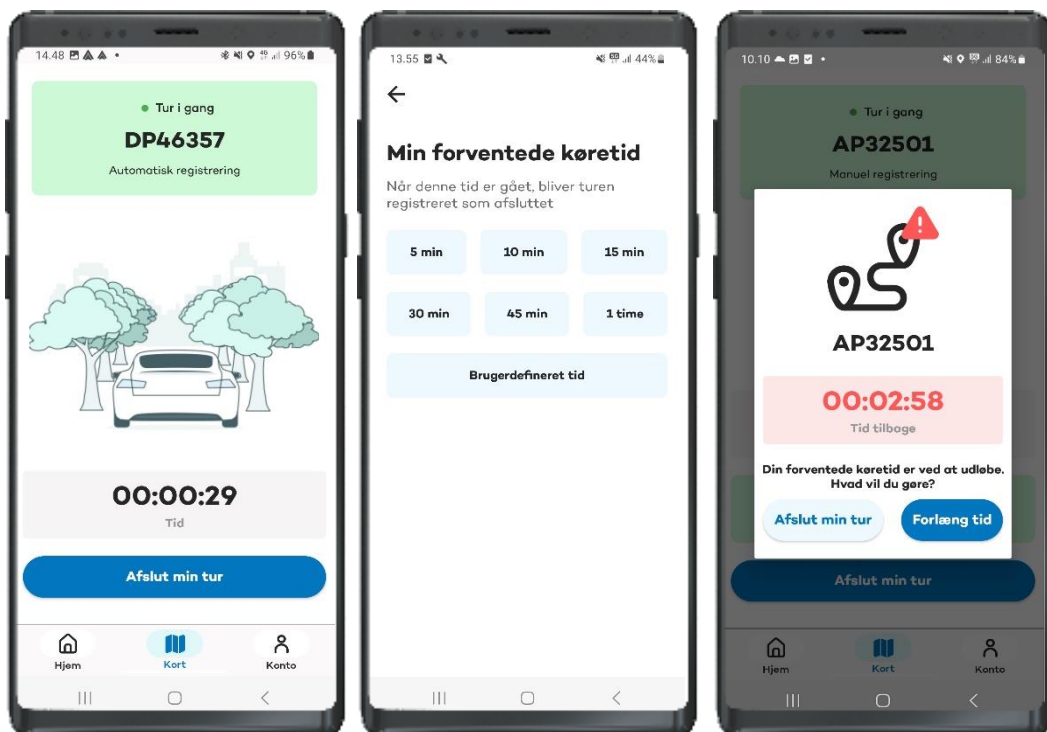 14.48
96%
Tur i gang
DP46357
Automatisk registrering
00:00:29
Tid
Afslut min tur
Hjem
Kort
Konto
13.55
44%
Min forventede køretid
Når denne tid er gået, bliver turen
registreret som afsluttet
5 min
10 min
15 min
30 min
45 min
1 time
Brugerdefineret tid
10.10
84%
Tur i gang
AP32501
Manuel registrering
AP32501
00:02:58
Tid tilbage
Din forventede køretid er ved at udløbe.
Hvad vil du gøre?
Afslut min tur
Forlæng tid
Afslut min tur
Hjem
Kort
Konto